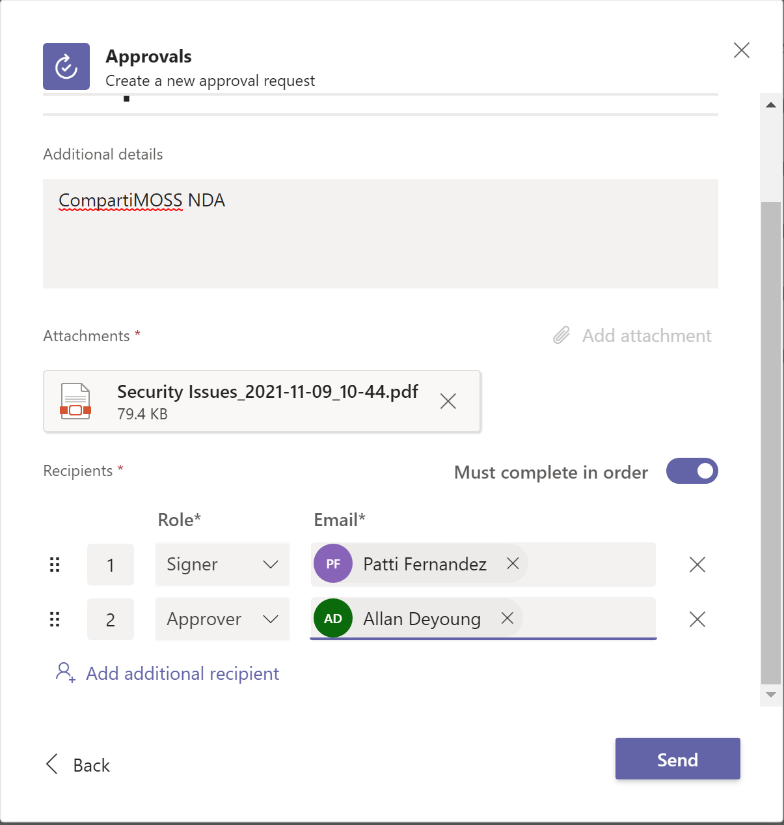 Approvals
Create a new approval request
Additional details
CompartiMOSS NDA
Attachments *
Add attachment
Security Issues_2021-11-09_10-44.pdf
79.4 KB
Recipients *
Must complete in order
Role*
Email*
1
Signer
PF
Patti Fernandez
2
Approver
AD
Allan Deyoung
Add additional recipient
Back
Send